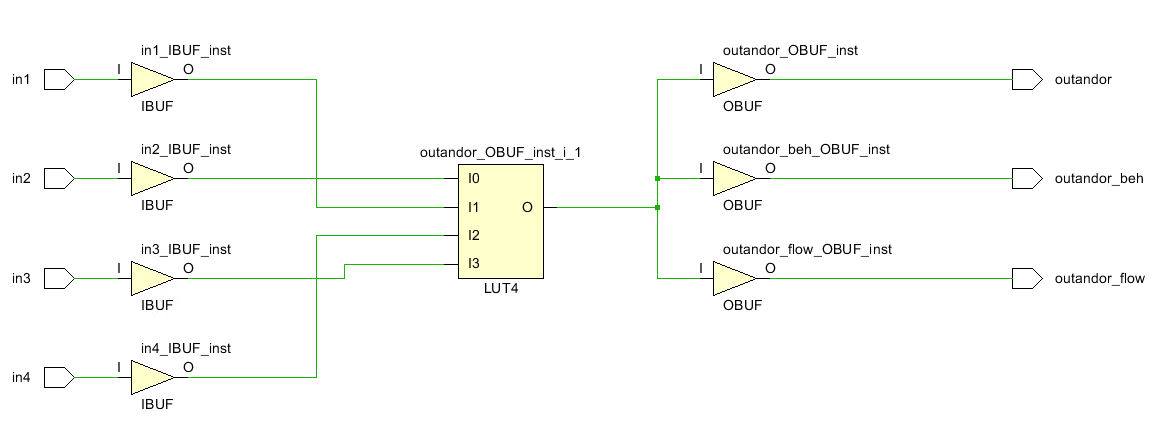 in1_IBUF_inst
outandor_OBUF_inst
in1
I
O
I
O
outandor
IBUF
OBUF
in2_IBUF_inst
outandor_OBUF_inst_i_1
outandor_beh_OBUF_inst
in2
I
O
I0
I
O
outandor_beh
IBUF
I1
O
OBUF
I2
in3_IBUF_inst
outandor_flow_OBUF_inst
in3
I
O
I3
I
O
outandor_flow
LUT4
IBUF
OBUF
in4_IBUF_inst
in4
I
O
IBUF